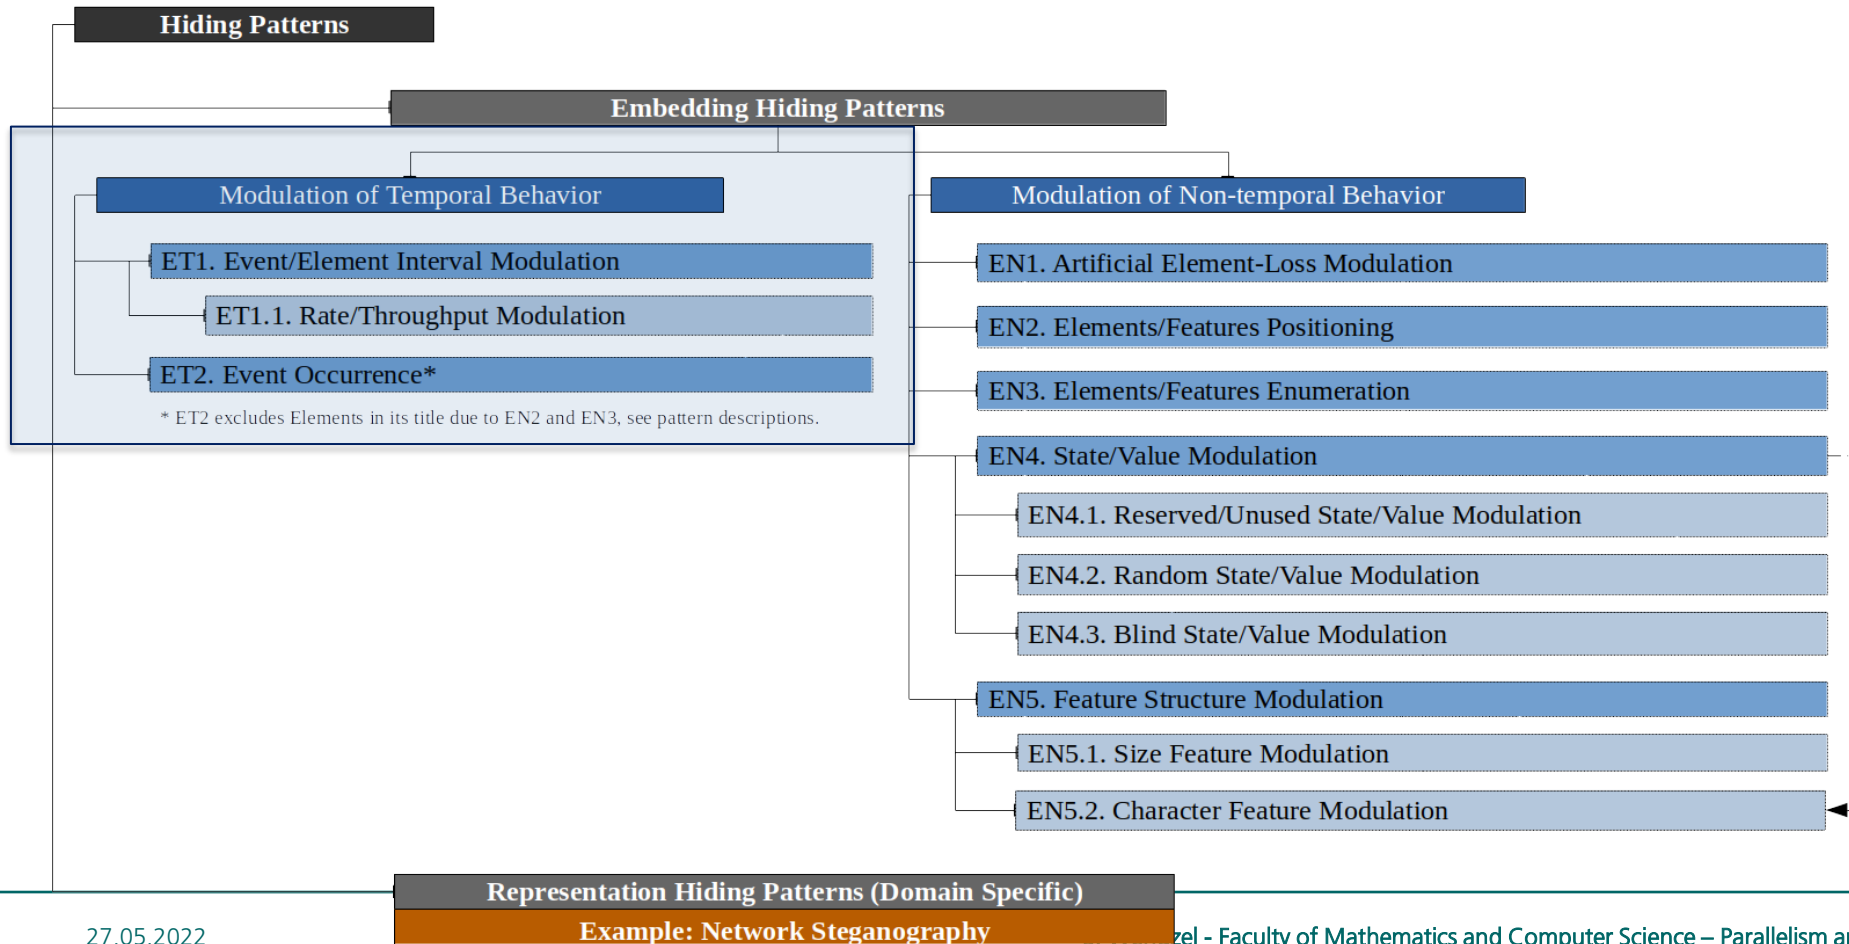 Hiding Patterns
Embedding Hiding Patterns
Modulation of Temporal Behavior
ET1. Event/Element Interval Modulation
ET1.1. Rate/Throughput Modulation
ET2. Event Occurrence*
* ET2 excludes Elements in its title due to EN2 and EN3, see pattern descriptions.
Modulation of Non-temporal Behavior
EN1. Artificial Element-Loss Modulation
EN2. Elements/Features Positioning
EN3. Elements/Features Enumeration
EN4. State/Value Modulation
EN4.1. Reserved/Unused State/Value Modulation
EN4.2. Random State/Value Modulation
EN4.3. Blind State/Value Modulation
EN5. Feature Structure Modulation
EN5.1. Size Feature Modulation
EN5.2. Character Feature Modulation
Representation Hiding Patterns (Domain Specific)
Example: Network Steganography
27.05.2022
- Faculty of Mathematics and Computer Science – Parallelism